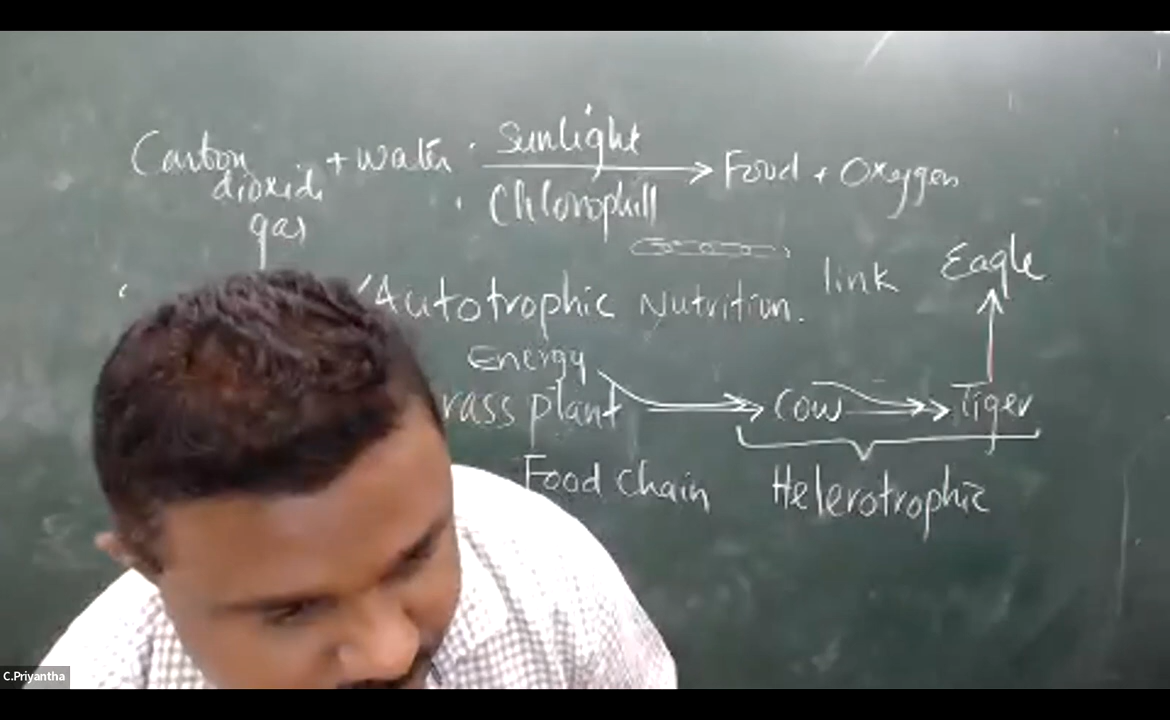 Carbon dioxide gas + water Sunlight Chlorophill → Food + Oxygen
Autotrophic Nutrition.
link
Eagle
Energy
rass plant → Cow → Tiger
Food chain
Heterotrophic
C.Priyantha